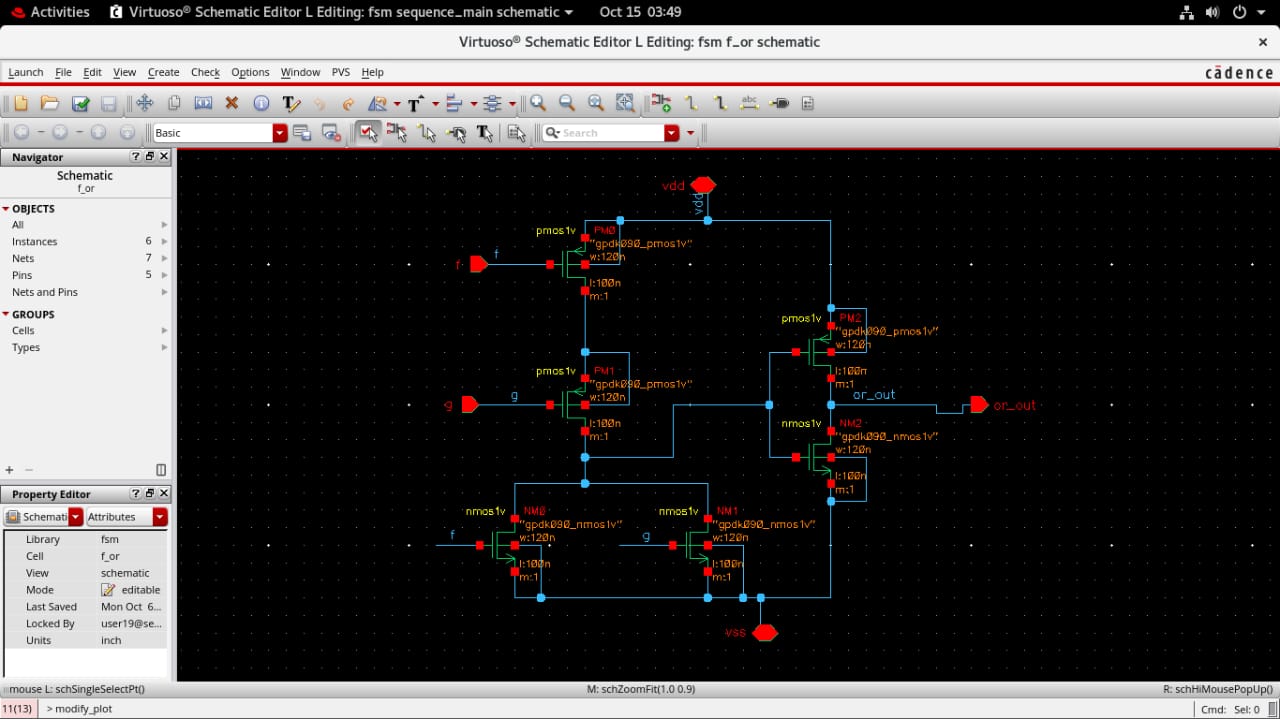 Activities Virtuoso® Schematic Editor L Editing: fsm sequence_main schematic Oct 15 03:49
Virtuoso® Schematic Editor L Editing: fsm f_or schematic ×
Launch File Edit View Create Check Options Window PVS Help cādence
Basic Search
Navigator
Schematic
f_or
OBJECTS
All
Instances 6
Nets 7
Pins 5
Nets and Pins
GROUPS
Cells
Types
Property Editor
Schemati Attributes
Library fsm
Cell f_or
View schematic
Mode editable
Last Saved Mon Oct 6...
Locked By user19@se...
Units inch
vdd
vdd
pmos1v PM0
"gpdk090_pmos1v"
w:120n
l:100n
m:1
f f
pmos1v PM2
"gpdk090_pmos1v"
w:120n
l:100n
m:1
pmos1v PM1
"gpdk090_pmos1v"
w:120n
l:100n
m:1
g g
or_out or_out
nmos1v NM2
"gpdk090_nmos1v"
w:120n
l:100n
m:1
nmos1v NM0
"gpdk090_nmos1v"
w:120n
l:100n
m:1
f
nmos1v NM1
"gpdk090_nmos1v"
w:120n
l:100n
m:1
g
vss
mouse L: schSingleSelectPt() M: schZoomFit(1.0 0.9) R: schHiMousePopUp()
11(13) > modify_plot Cmd: Sel: 0